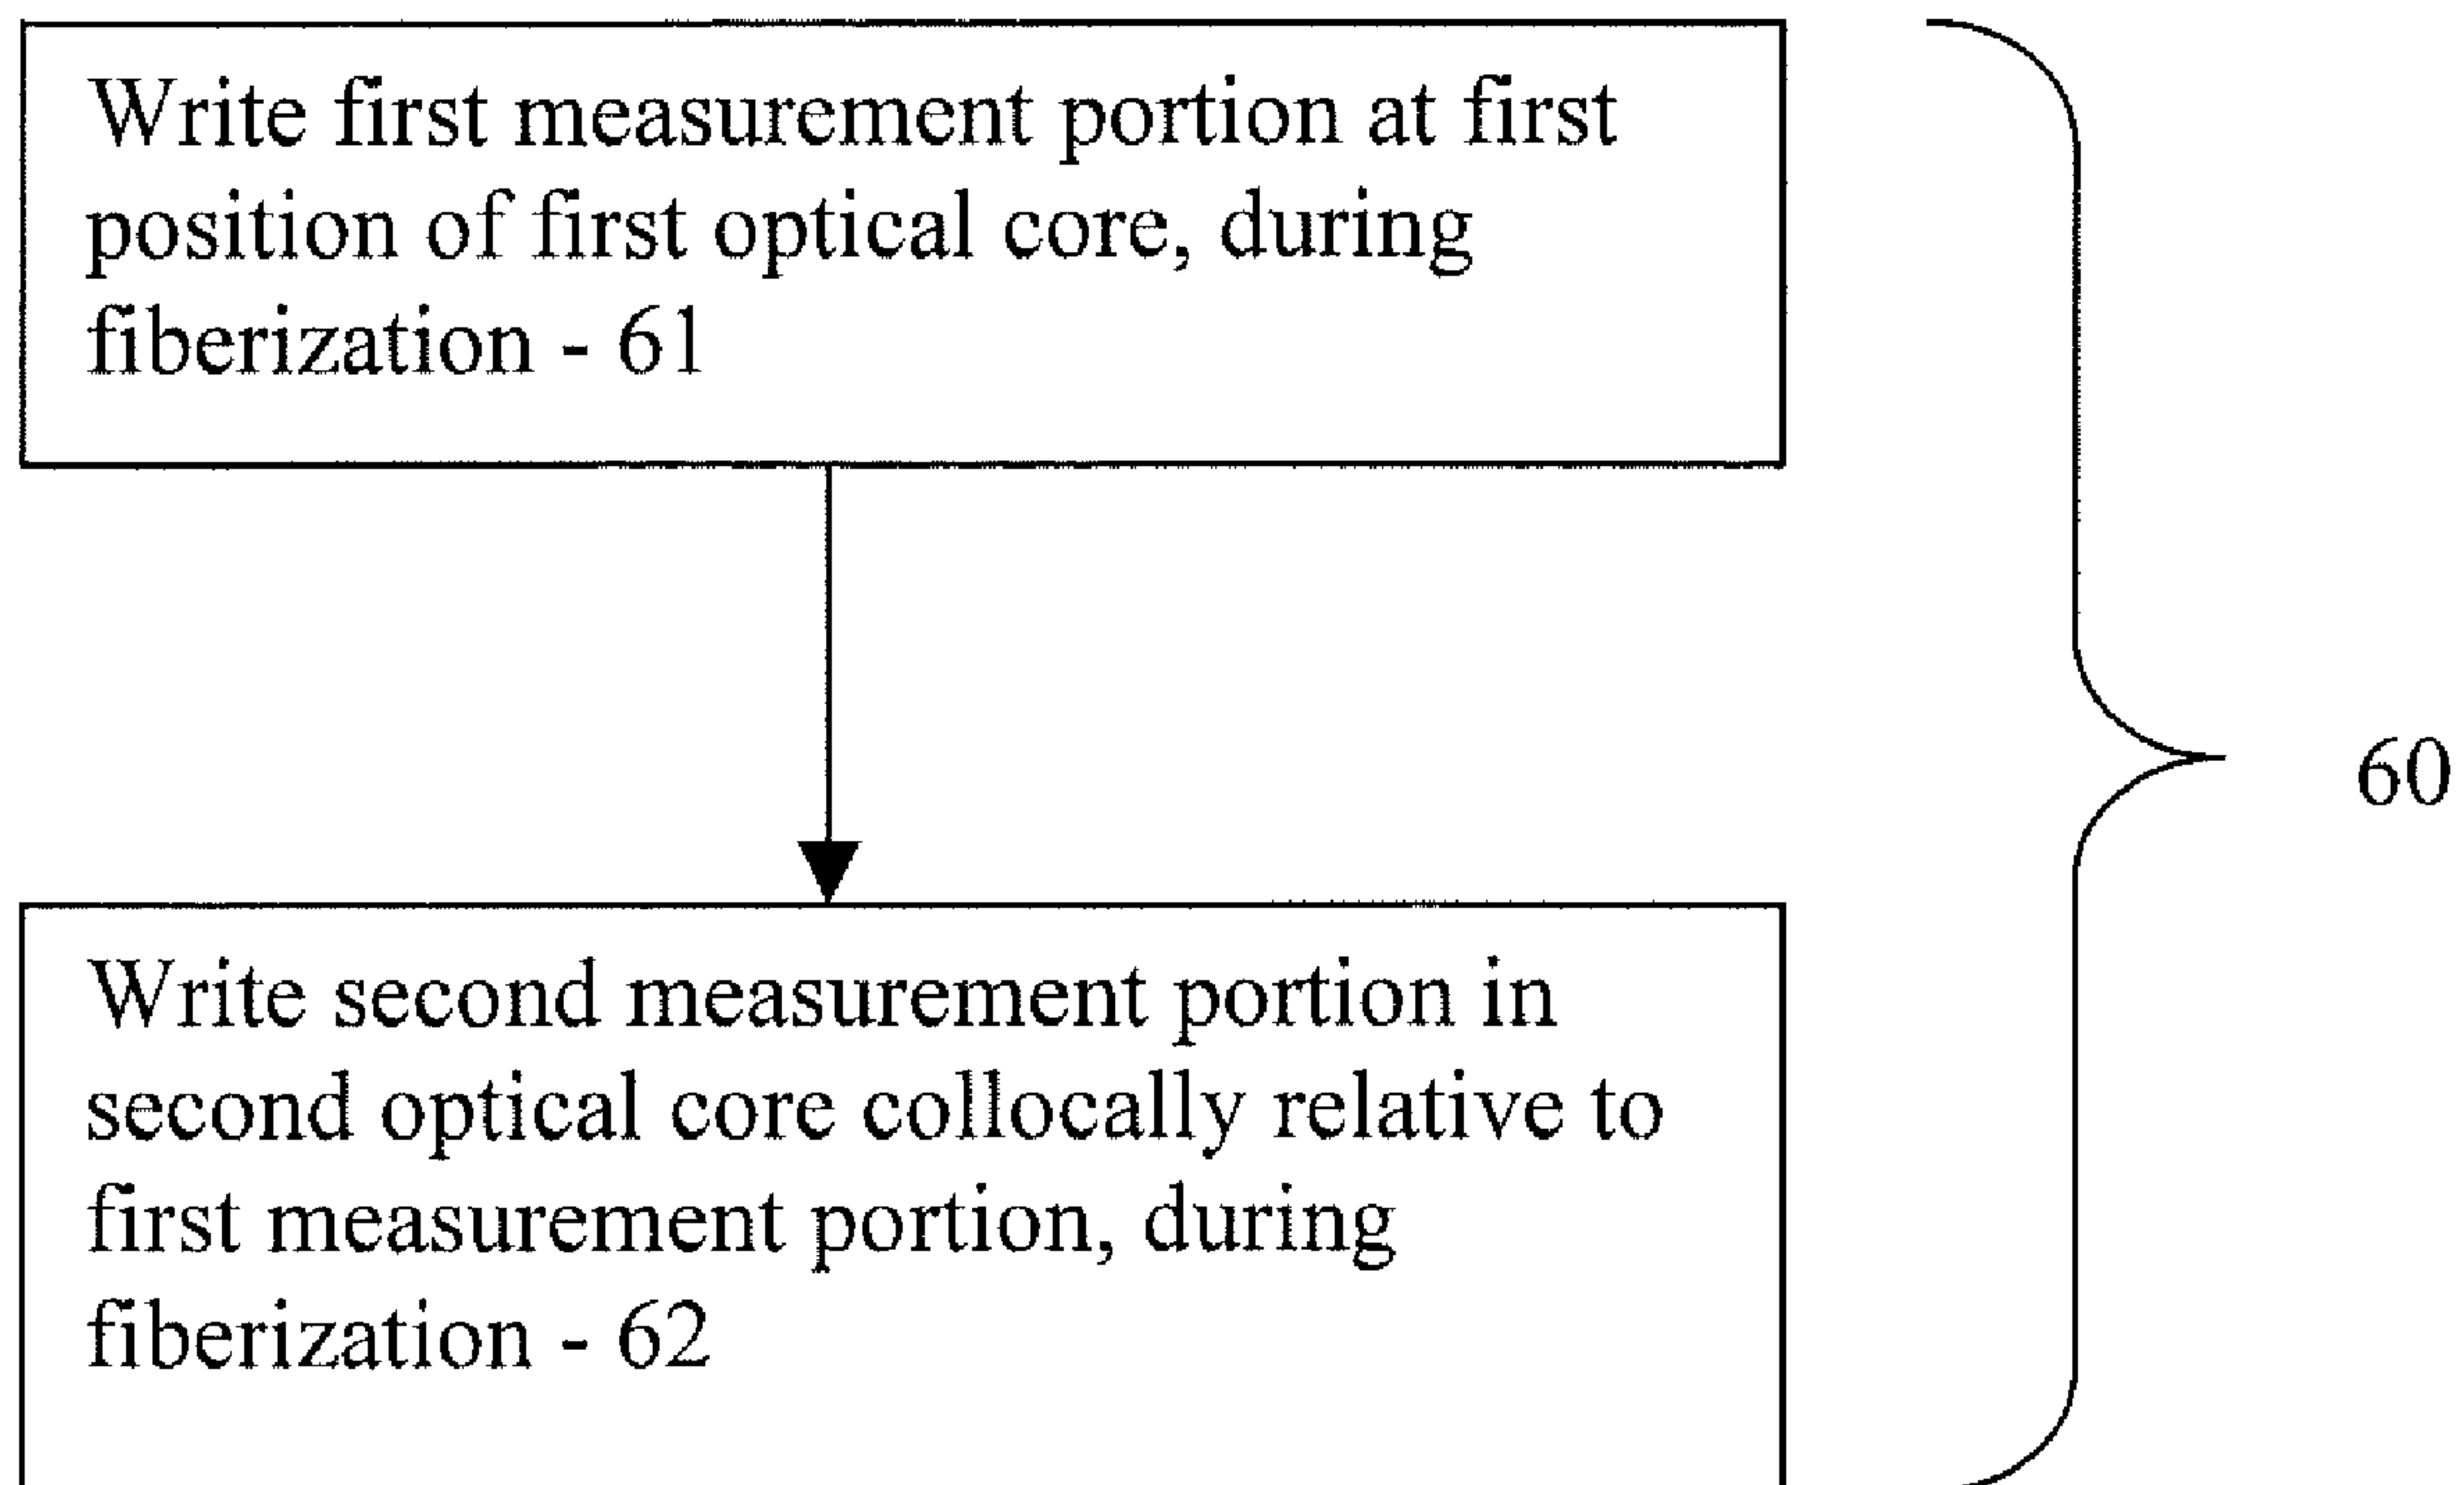 Write first measurement portion at first
position of first optical core, during
fiberization - 61
60
Write second measurement portion in
second optical core collocally relative to
first measurement portion, during
fiberization - 62